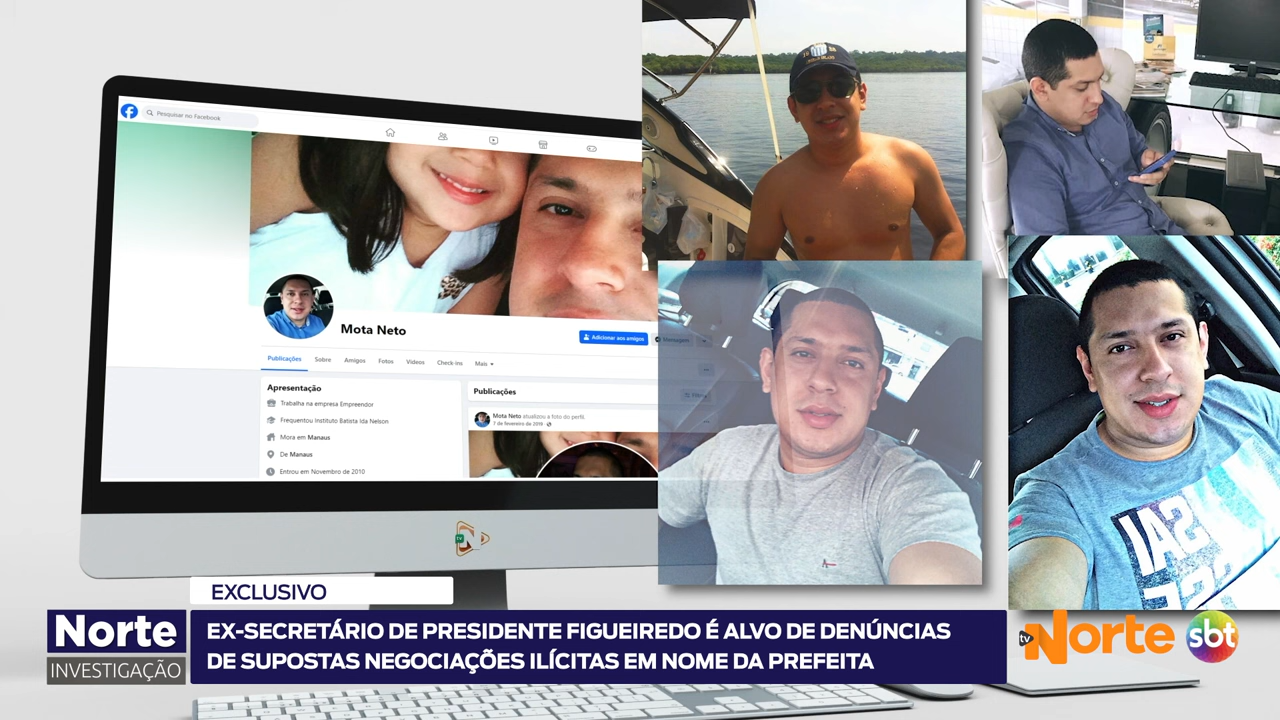 Pesquisar no Facebook
Mota Neto
Adicionar aos amigos
Mensagem
Publicações Sobre Amigos Fotos Vídeos Check-ins Mais
Apresentação
Trabalha na empresa Empreendor
Frequentou Instituto Batista Ida Nelson
Mora em Manaus
De Manaus
Entrou em Novembro de 2010
Publicações
Filtros
Mota Neto atualizou a foto do perfil.
7 de fevereiro de 2019
tv N
EXCLUSIVO
Norte
INVESTIGAÇÃO
EX-SECRETÁRIO DE PRESIDENTE FIGUEIREDO É ALVO DE DENÚNCIAS
DE SUPOSTAS NEGOCIAÇÕES ILÍCITAS EM NOME DA PREFEITA
tv Norte sbt